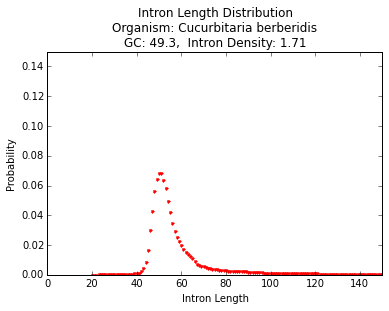 Intron Length Distribution
Organism: Cucurbitaria berberidis
GC: 49.3,  Intron Density: 1.71
0.14
0.12
0.10
0.08
0.06
0.04
0.02
0.00
Probability
0 20 40 60 80 100 120 140
Intron Length